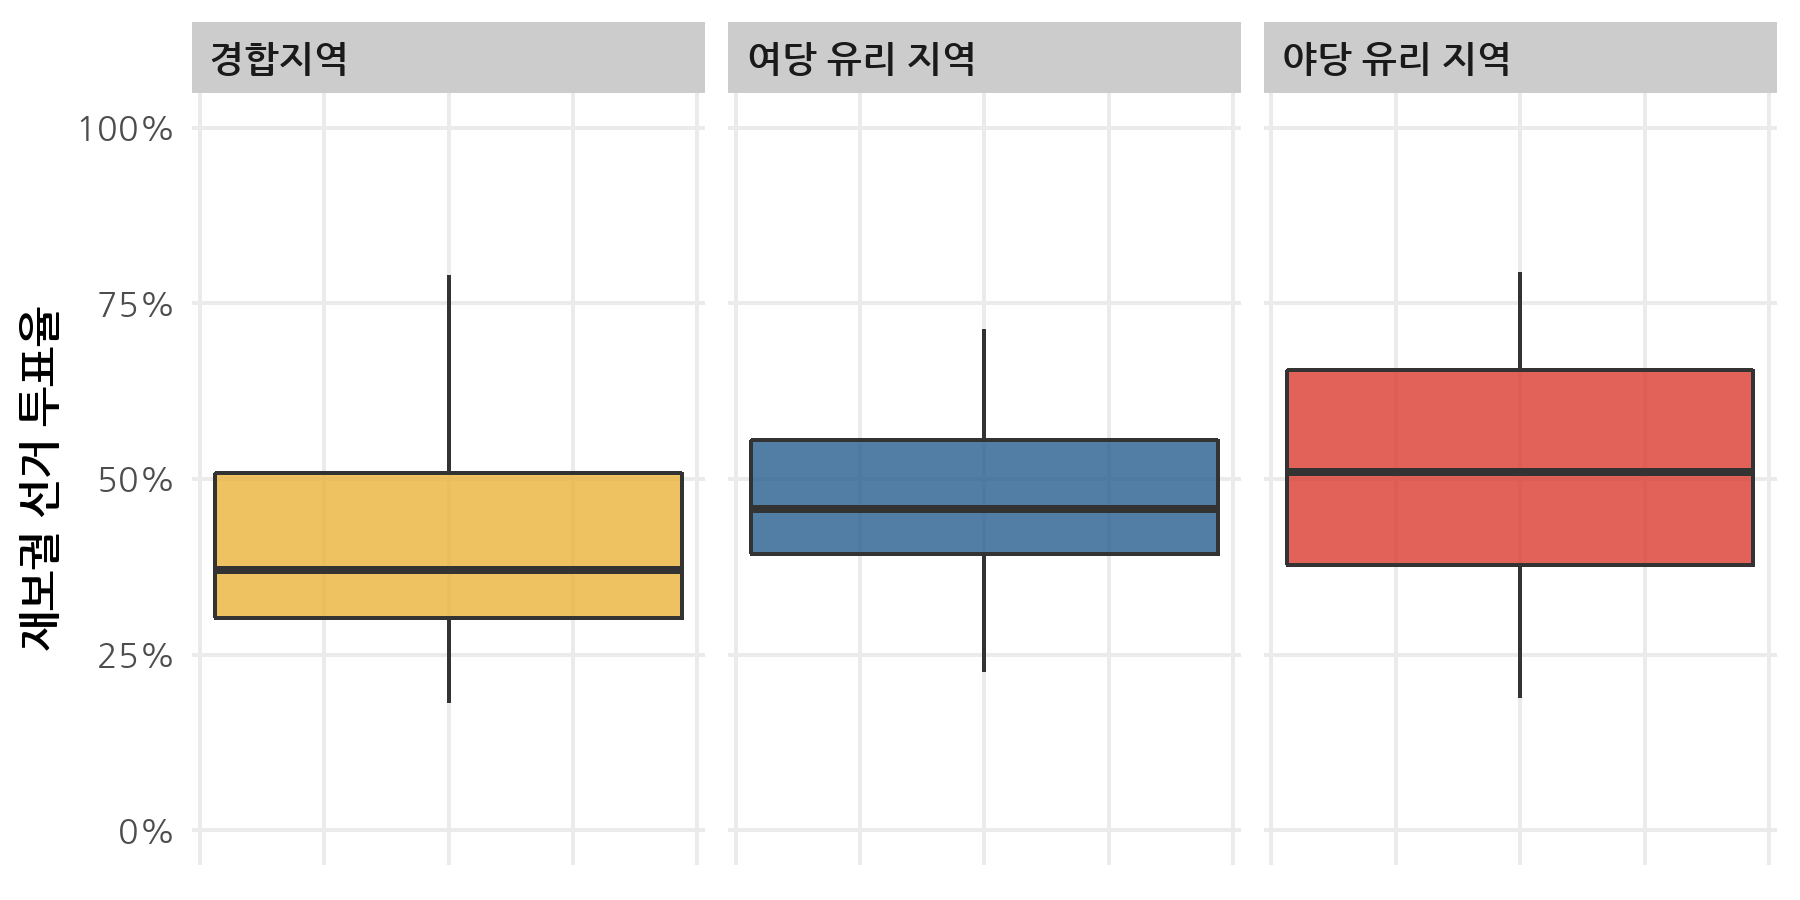 경합지역
여당 유리 지역
야당 유리 지역
재보궐 선거 투표율
100%
75%
50%
25%
0%